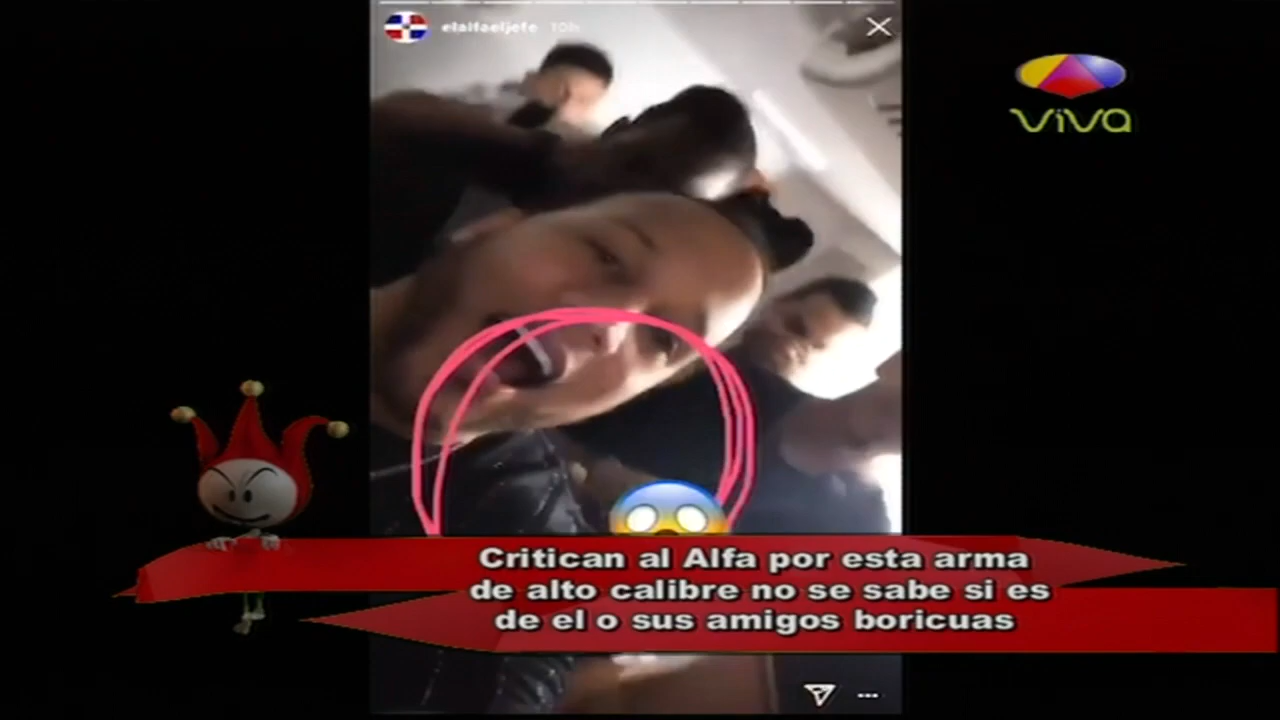 elalfaeljefe 10h
ViVa
Critican al Alfa por esta arma
de alto calibre no se sabe si es
de el o sus amigos boricuas